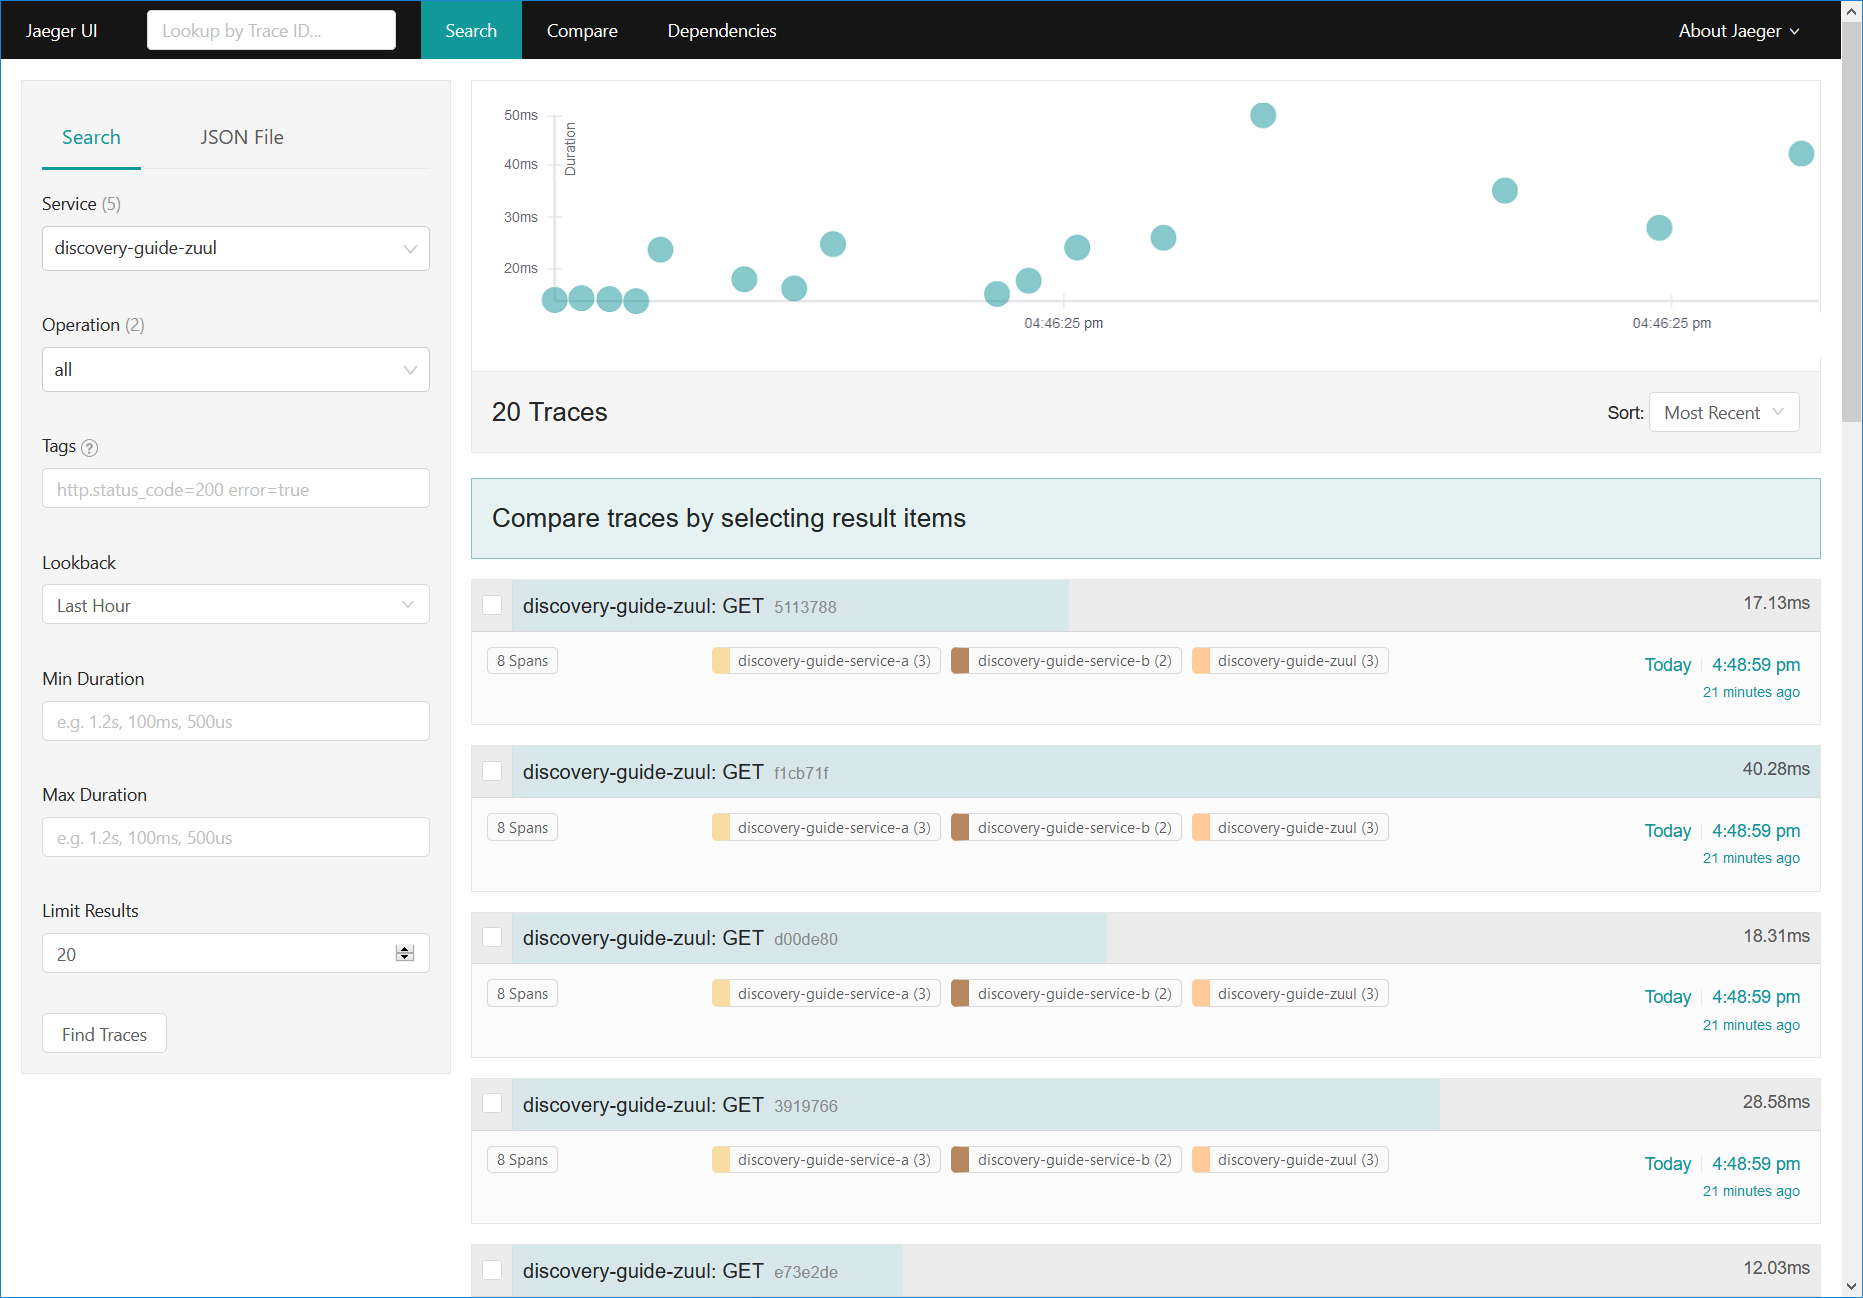 Jaeger UI
Lookup by Trace ID...
Search
Compare
Dependencies
About Jaeger
Search
JSON File
Service (5)
discovery-guide-zuul
Operation (2)
all
Tags ?
http.status_code=200 error=true
Lookback
Last Hour
Min Duration
e.g. 1.2s, 100ms, 500us
Max Duration
e.g. 1.2s, 100ms, 500us
Limit Results
20
Find Traces
50ms
40ms
30ms
20ms
Duration
04:46:25 pm
04:46:25 pm
20 Traces
Sort: Most Recent
Compare traces by selecting result items
discovery-guide-zuul: GET 5113788
17.13ms
8 Spans
discovery-guide-service-a (3)
discovery-guide-service-b (2)
discovery-guide-zuul (3)
Today 4:48:59 pm
21 minutes ago
discovery-guide-zuul: GET f1cb71f
40.28ms
8 Spans
discovery-guide-service-a (3)
discovery-guide-service-b (2)
discovery-guide-zuul (3)
Today 4:48:59 pm
21 minutes ago
discovery-guide-zuul: GET d00de80
18.31ms
8 Spans
discovery-guide-service-a (3)
discovery-guide-service-b (2)
discovery-guide-zuul (3)
Today 4:48:59 pm
21 minutes ago
discovery-guide-zuul: GET 3919766
28.58ms
8 Spans
discovery-guide-service-a (3)
discovery-guide-service-b (2)
discovery-guide-zuul (3)
Today 4:48:59 pm
21 minutes ago
discovery-guide-zuul: GET e73e2de
12.03ms